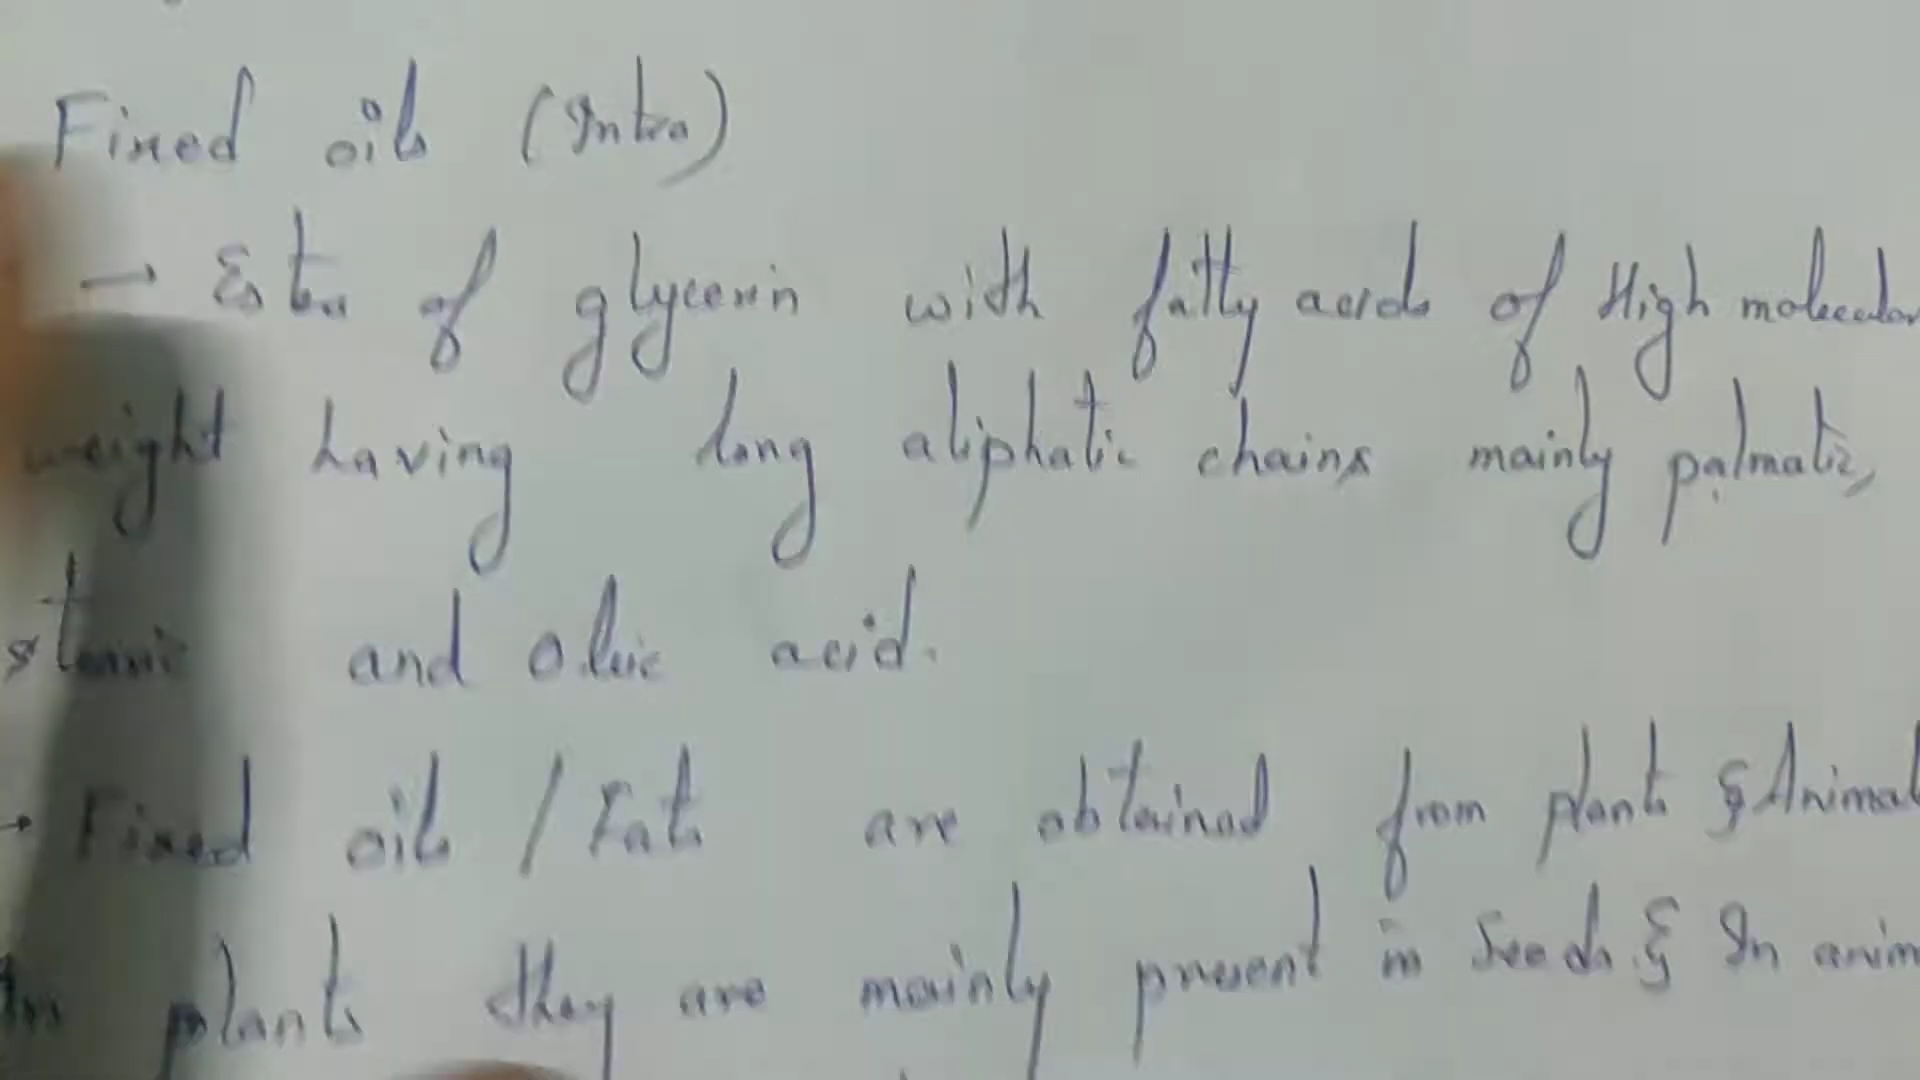 Fixed oils (Intro)
→ Ester of glycerin with fatty acids of High molecular
weight having long aliphatic chains mainly palmatic,
stearic and Oleic acid.
→ Fixed oils / Fats are obtained from plants & Animal
In plants they are mainly present in Seeds & In anim